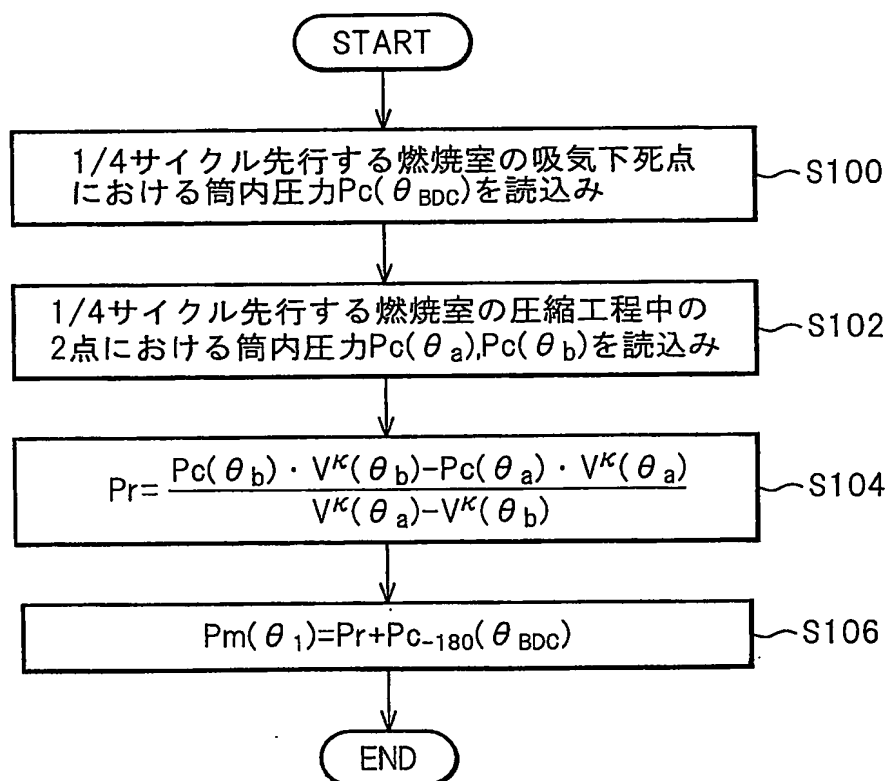 START
1/4サイクル先行する燃焼室の吸気下死点
における筒内圧力Pc(θBDC)を読込み
S100
1/4サイクル先行する燃焼室の圧縮工程中の
2点における筒内圧力Pc(θa),Pc(θb)を読込み
S102
Pr= Pc(θb)・V^κ(θb)-Pc(θa)・V^κ(θa)
V^κ(θa)-V^κ(θb)
S104
Pm(θ1)=Pr+Pc-180(θBDC)
S106
END